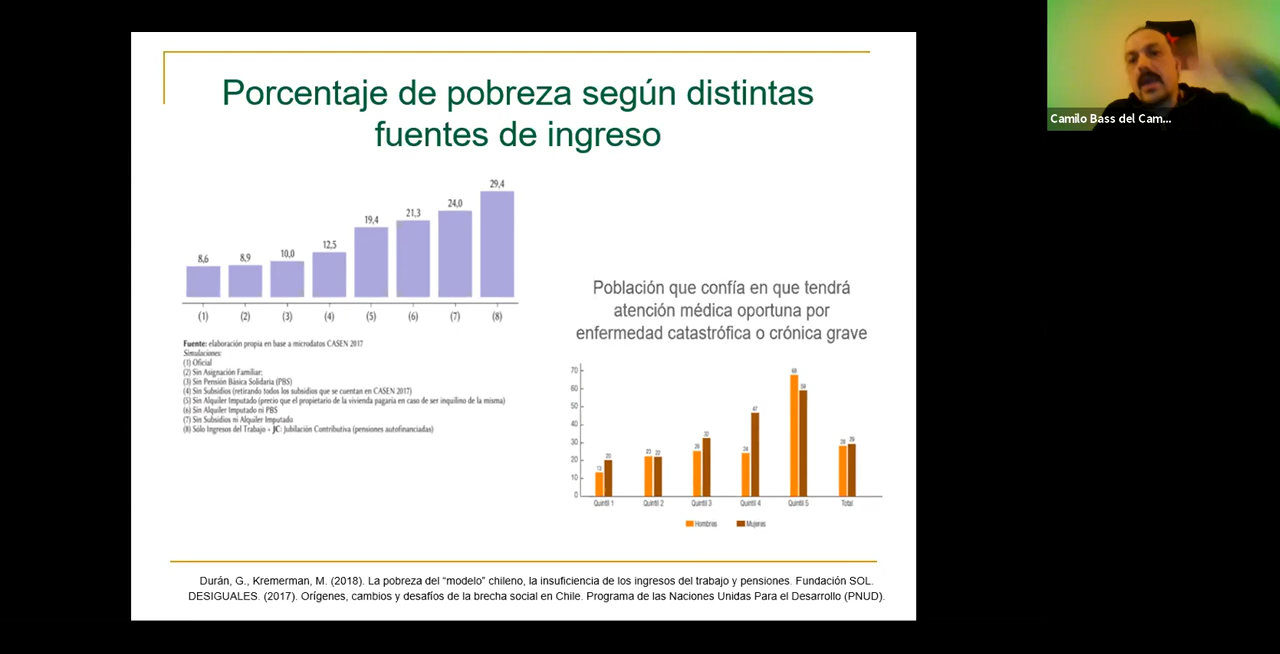 Porcentaje de pobreza según distintas
fuentes de ingreso
8,6
8,9
10,0
12,5
19,4
21,3
24,0
29,4
(1)
(2)
(3)
(4)
(5)
(6)
(7)
(8)
Fuente: elaboración propia en base a microdatos CASEN 2017
Simulaciones:
(1) Oficial
(2) Sin Asignación Familiar:
(3) Sin Pensión Básica Solidaria (PBS)
(4) Sin Subsidios (retirando todos los subsidios que se cuentan en CASEN 2017)
(5) Sin Alquiler Imputado (precio que el propietario de la vivienda pagaría en caso de ser inquilino de la misma)
(6) Sin Alquiler Imputado ni PBS
(7) Sin Subsidios ni Alquiler Imputado
(8) Sólo Ingresos del Trabajo + JC: Jubilación Contributiva (pensiones autofinanciadas)
Población que confía en que tendrá
atención médica oportuna por
enfermedad catastrófica o crónica grave
70
60
50
40
30
20
10
0
13
20
23
22
32
24
47
59
Quintil 1
Quintil 2
Quintil 3
Quintil 4
Quintil 5
Total
Hombres
Mujeres
Durán, G., Kremerman, M. (2018). La pobreza del “modelo” chileno, la insuficiencia de los ingresos del trabajo y pensiones. Fundación SOL.
DESIGUALES. (2017). Orígenes, cambios y desafíos de la brecha social en Chile. Programa de las Naciones Unidas Para el Desarrollo (PNUD).
Camilo Bass del Cam...